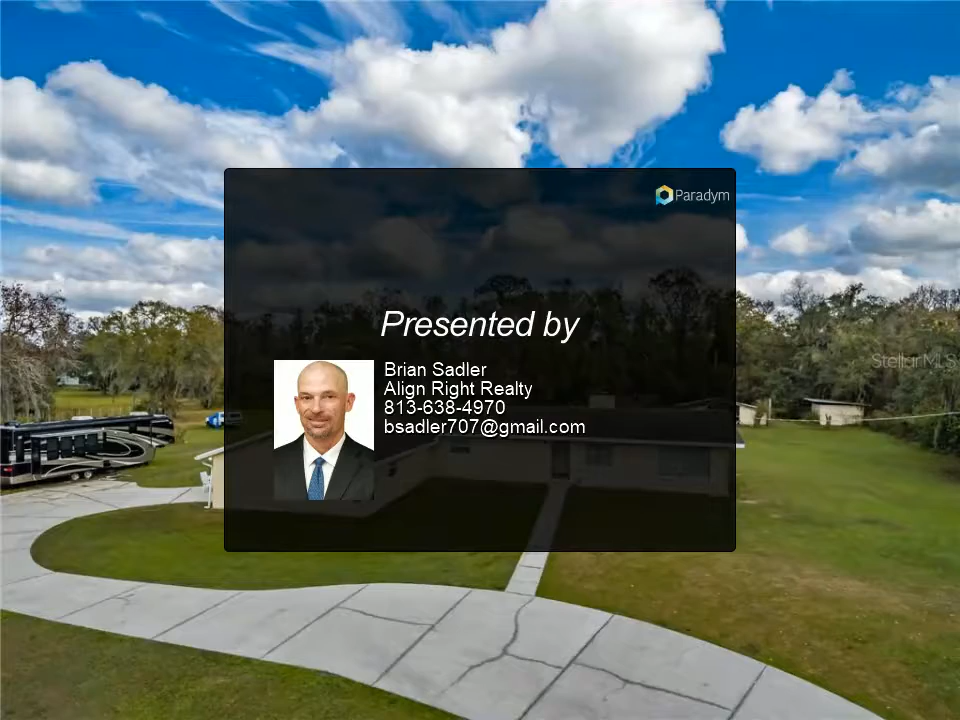 Paradym
Presented by
Brian Sadler
Align Right Realty
813-638-4970
bsadler707@gmail.com
Stellar MLS